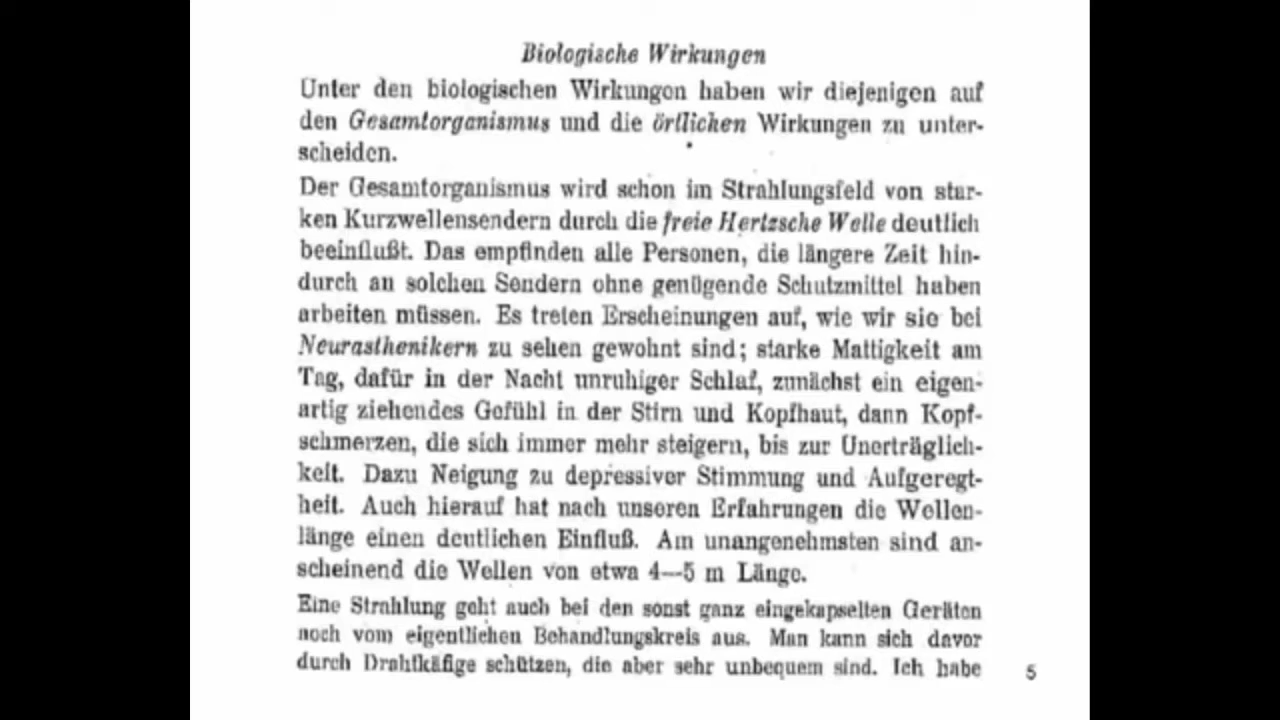 Biologische Wirkungen
Unter den biologischen Wirkungen haben wir diejenigen auf
den Gesamtorganismus und die örtlichen Wirkungen zu unter-
scheiden.
Der Gesamtorganismus wird schon im Strahlungsfeld von star-
ken Kurzwellensendern durch die freie Hertzsche Welle deutlich
beeinflußt. Das empfinden alle Personen, die längere Zeit hin-
durch an solchen Sendern ohne genügende Schutzmittel haben
arbeiten müssen. Es treten Erscheinungen auf, wie wir sie bei
Neurasthenikern zu sehen gewohnt sind; starke Mattigkeit am
Tag, dafür in der Nacht unruhiger Schlaf, zunächst ein eigen-
artig ziehendes Gefühl in der Stirn und Kopfhaut, dann Kopf-
schmerzen, die sich immer mehr steigern, bis zur Unerträglich-
keit. Dazu Neigung zu depressiver Stimmung und Aufgeregt-
heit. Auch hierauf hat nach unseren Erfahrungen die Wellen-
länge einen deutlichen Einfluß. Am unangenehmsten sind an-
scheinend die Wellen von etwa 4—5 m Länge.
Eine Strahlung geht auch bei den sonst ganz eingekapselten Geräten
noch vom eigentlichen Behandlungskreis aus. Man kann sich davor
durch Drahtkäfige schützen, die aber sehr unbequem sind. Ich habe
5